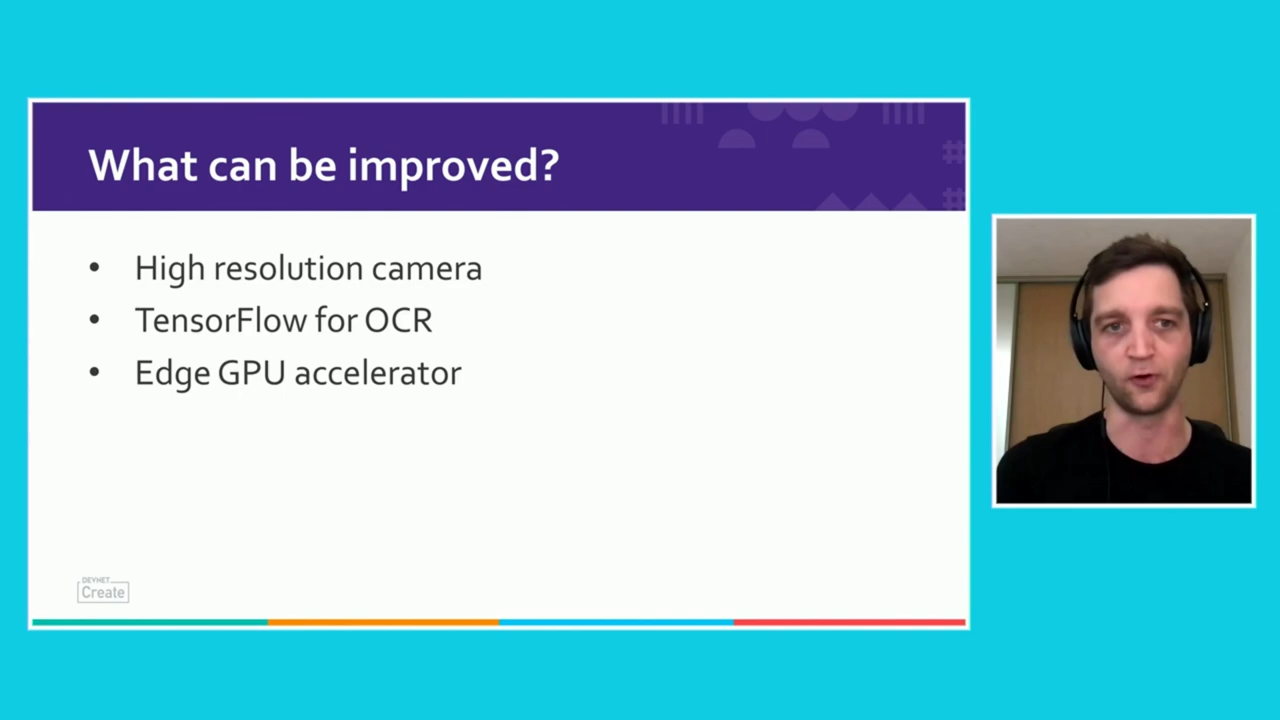 What can be improved?
• High resolution camera
• TensorFlow for OCR
• Edge GPU accelerator
DEVNET
Create